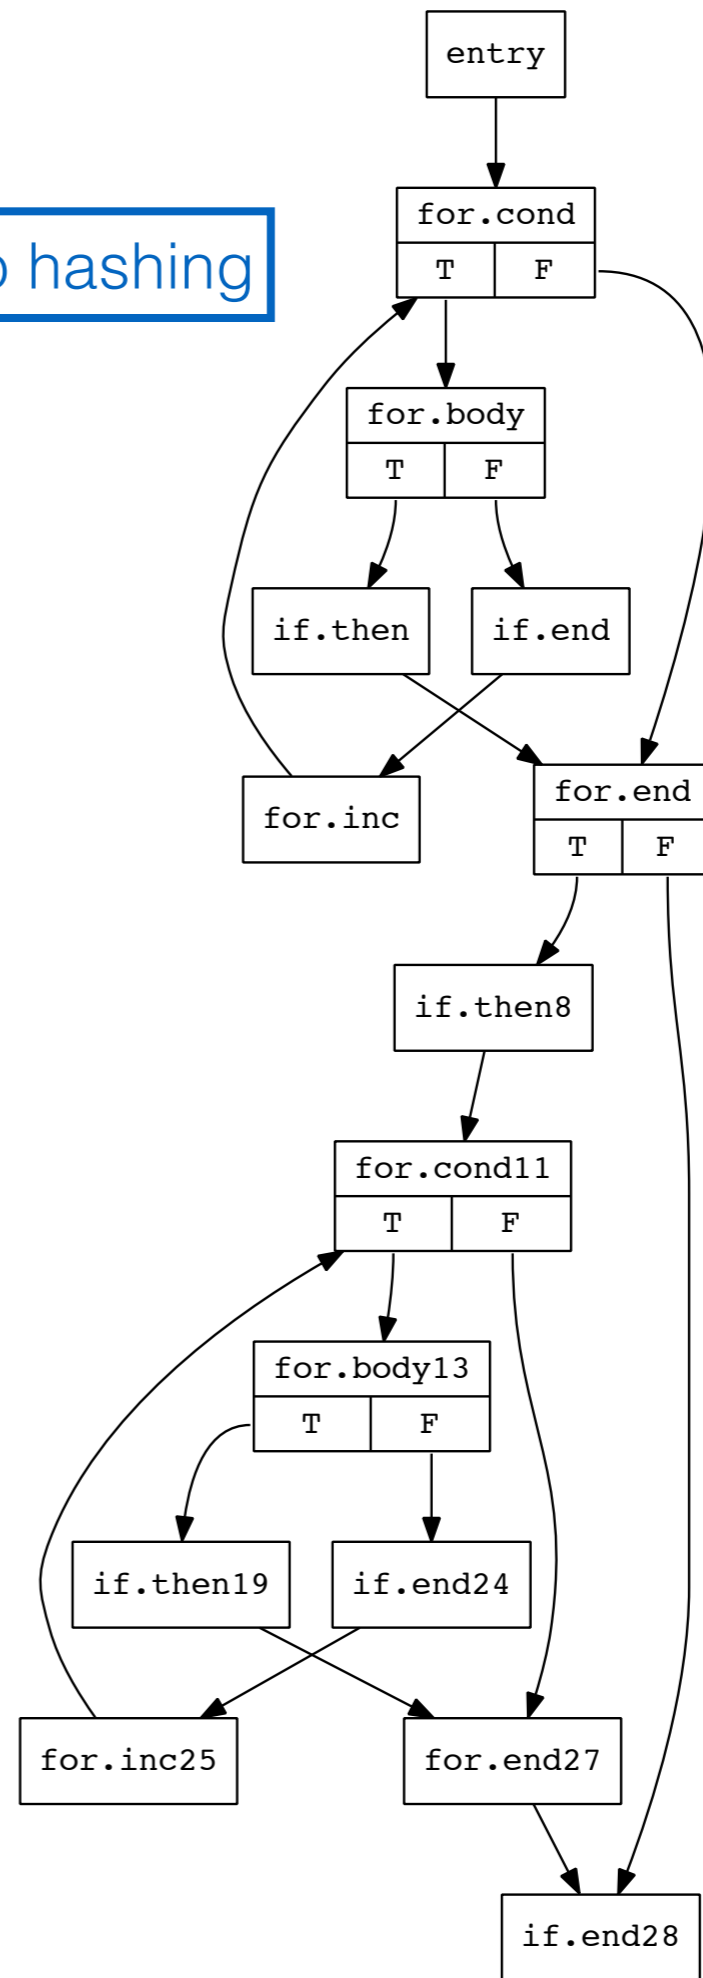 entry
for.cond
T F
hashing
for.body
T F
if.then if.end
for.end
for.inc
T F
if.then8
for.cond11
T F
for.body13
T F
if.then19 if.end24
for.inc25 for.end27
if.end28